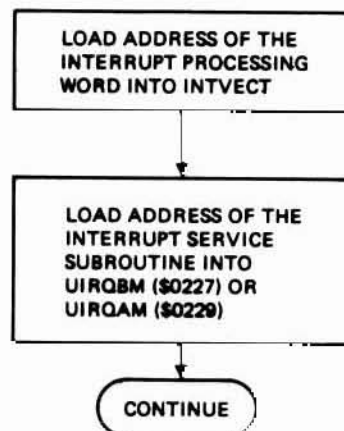 LOAD ADDRESS OF THE
INTERRUPT PROCESSING
WORD INTO INTVECT
LOAD ADDRESS OF THE
INTERRUPT SERVICE
SUBROUTINE INTO
UIRQBM ($0227) OR
UIRQAM ($0229)
CONTINUE